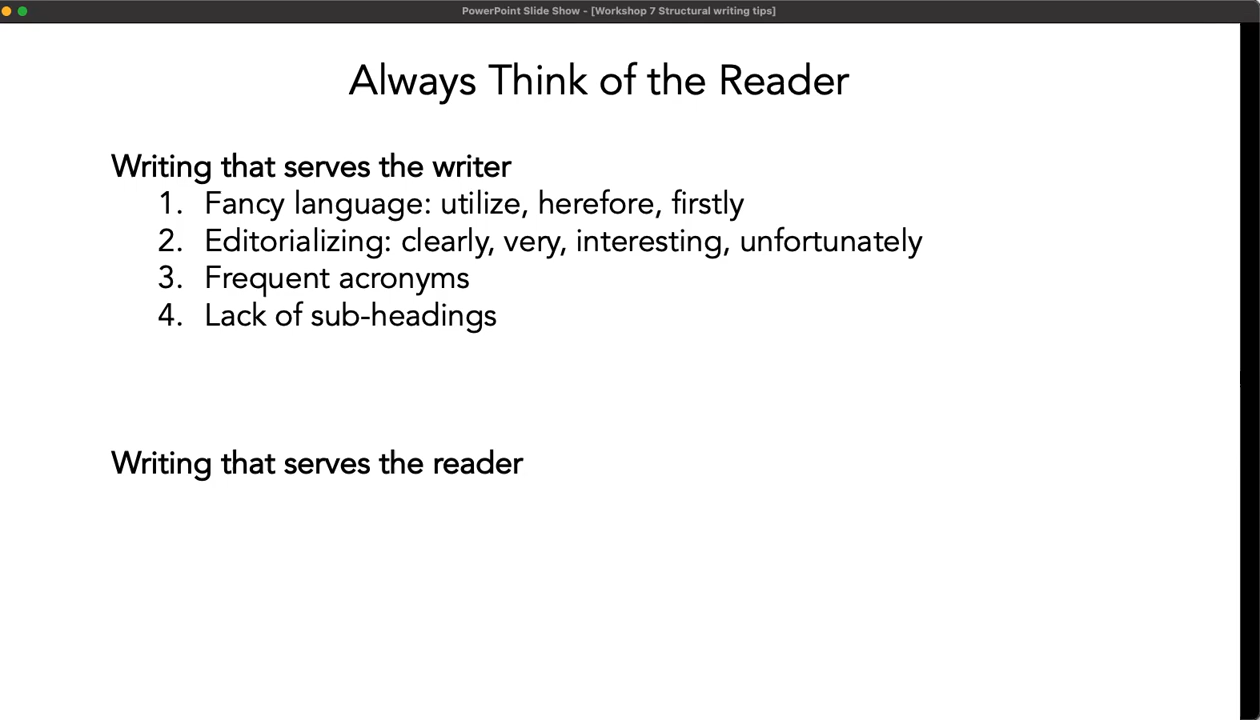 PowerPoint Slide Show - [Workshop 7 Structural writing tips]
Always Think of the Reader
Writing that serves the writer
1. Fancy language: utilize, herefore, firstly
2. Editorializing: clearly, very, interesting, unfortunately
3. Frequent acronyms
4. Lack of sub-headings
Writing that serves the reader